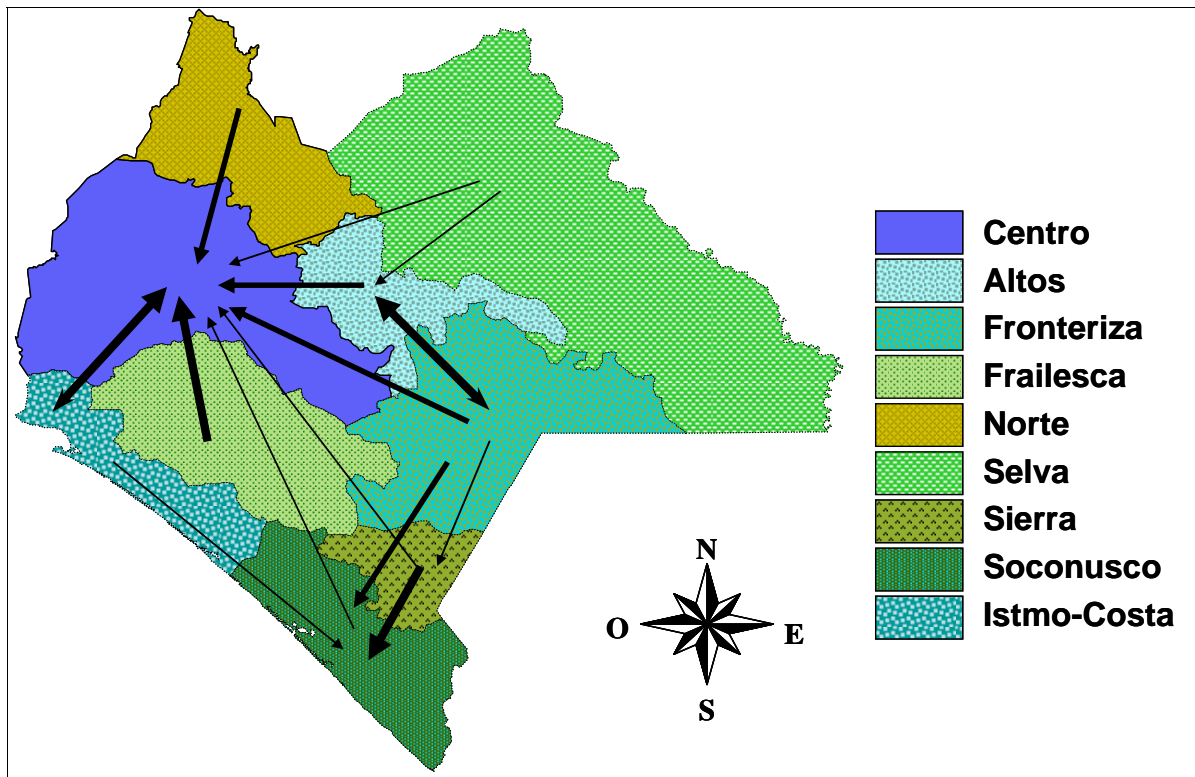 Centro
Altos
Fronteriza
Frailesca
Norte
Selva
Sierra
Soconusco
Istmo-Costa
N
O
E
S